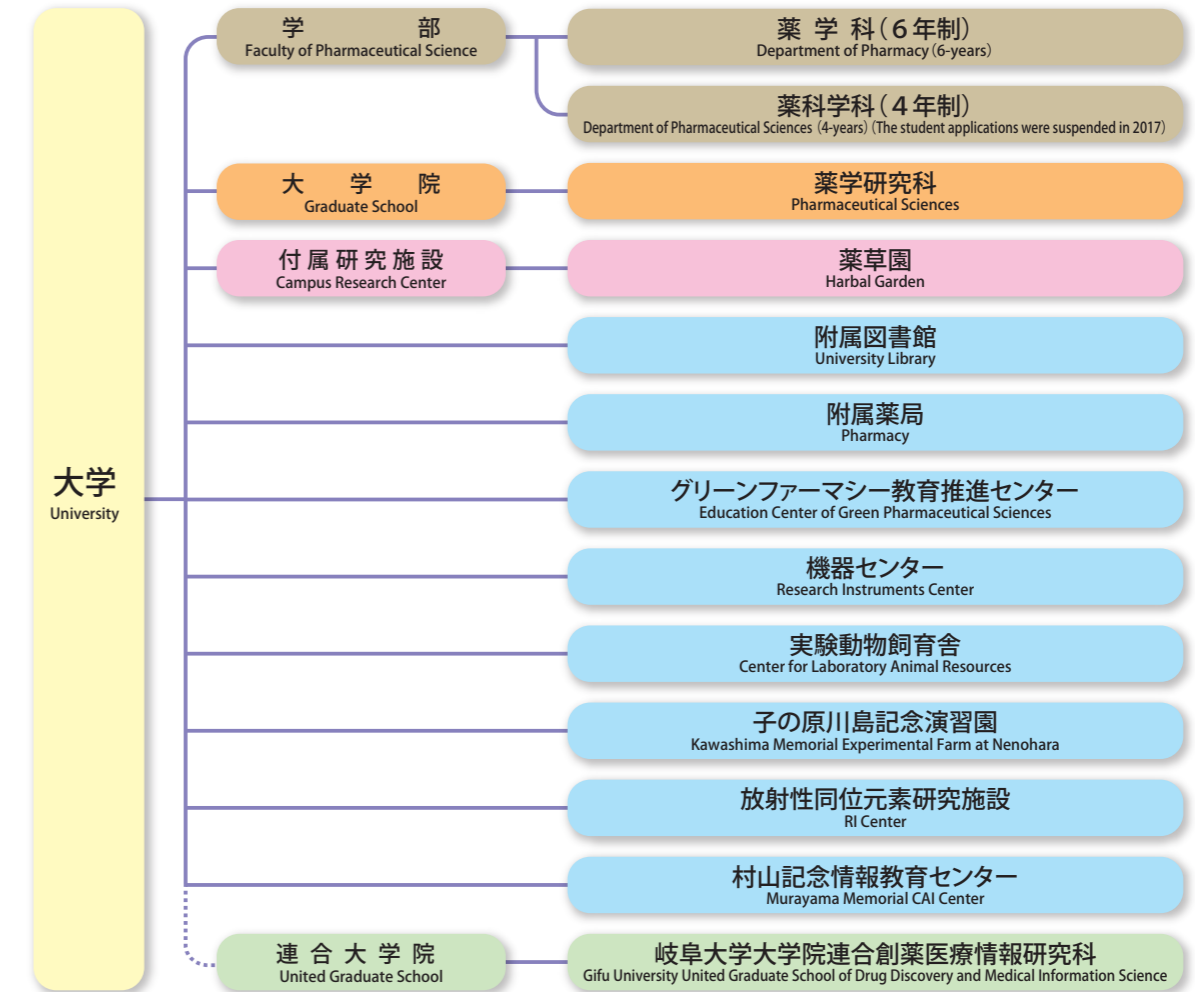 大学
University
学部
Faculty of Pharmaceutical Science
薬学科(6年制)
Department of Pharmacy (6-years)
薬科学科(4年制)
Department of Pharmaceutical Sciences (4-years) (The student applications were suspended in 2017)
大学院
Graduate School
薬学研究科
Pharmaceutical Sciences
付属研究施設
Campus Research Center
薬草園
Harbal Garden
附属図書館
University Library
附属薬局
Pharmacy
グリーンファーマシー教育推進センター
Education Center of Green Pharmaceutical Sciences
機器センター
Research Instruments Center
実験動物飼育舎
Center for Laboratory Animal Resources
子の原川島記念演習園
Kawashima Memorial Experimental Farm at Nenohara
放射性同位元素研究施設
RI Center
村山記念情報教育センター
Murayama Memorial CAI Center
連合大学院
United Graduate School
岐阜大学大学院連合創薬医療情報研究科
Gifu University United Graduate School of Drug Discovery and Medical Information Science